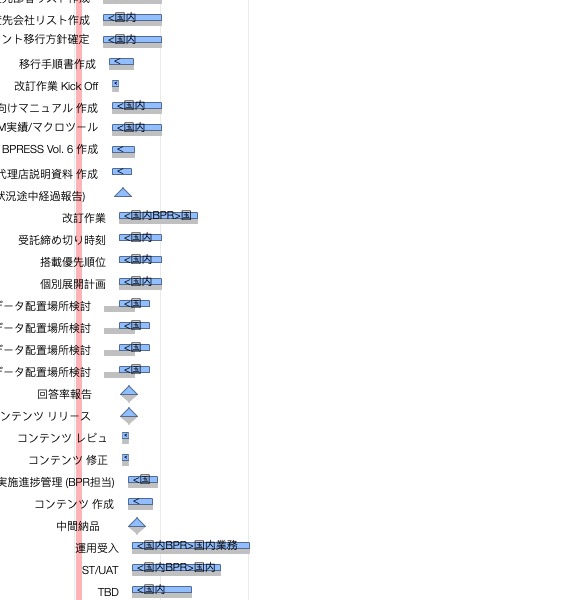 先会社リスト作成 <国内
ント移行方針確定 <国内
移行手順書作成 <
改訂作業 Kick Off <
向けマニュアル 作成 <国内
M実績/マクロツール <国内
BPRESS Vol. 6 作成 <
代理店説明資料 作成 <
状況途中経過報告)
改訂作業 <国内BPR>国
受託締め切り時刻 <国内
搭載優先順位 <国内
個別展開計画 <国内
データ配置場所検討 <国
データ配置場所検討 <国
データ配置場所検討 <国
データ配置場所検討 <国
回答率報告
コンテンツ リリース
コンテンツ レビュ <
コンテンツ 修正 <
実施進捗管理 (BPR担当) <国
コンテンツ 作成 <
中間納品
運用受入 <国内BPR>国内業務
ST/UAT <国内BPR>国内
TBD <国内